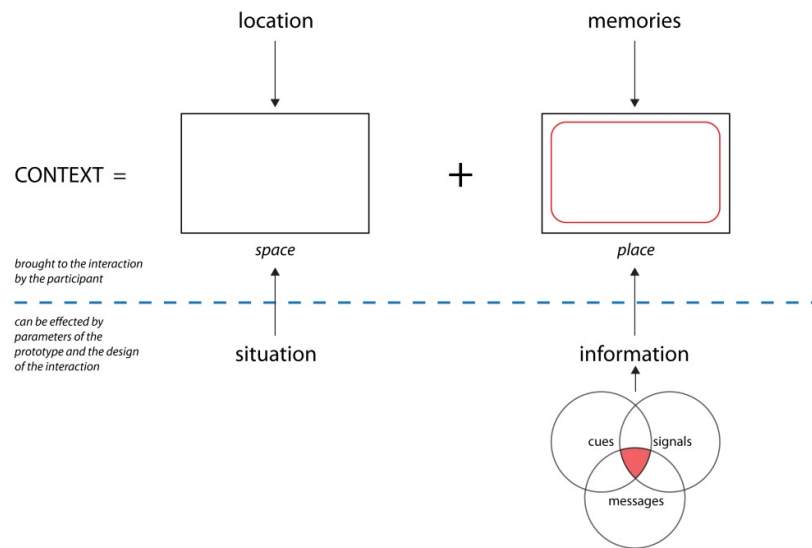 location
memories
CONTEXT =
+
space
place
brought to the interaction
by the participant
can be effected by
parameters of the
prototype and the design
of the interaction
situation
information
cues
signals
messages